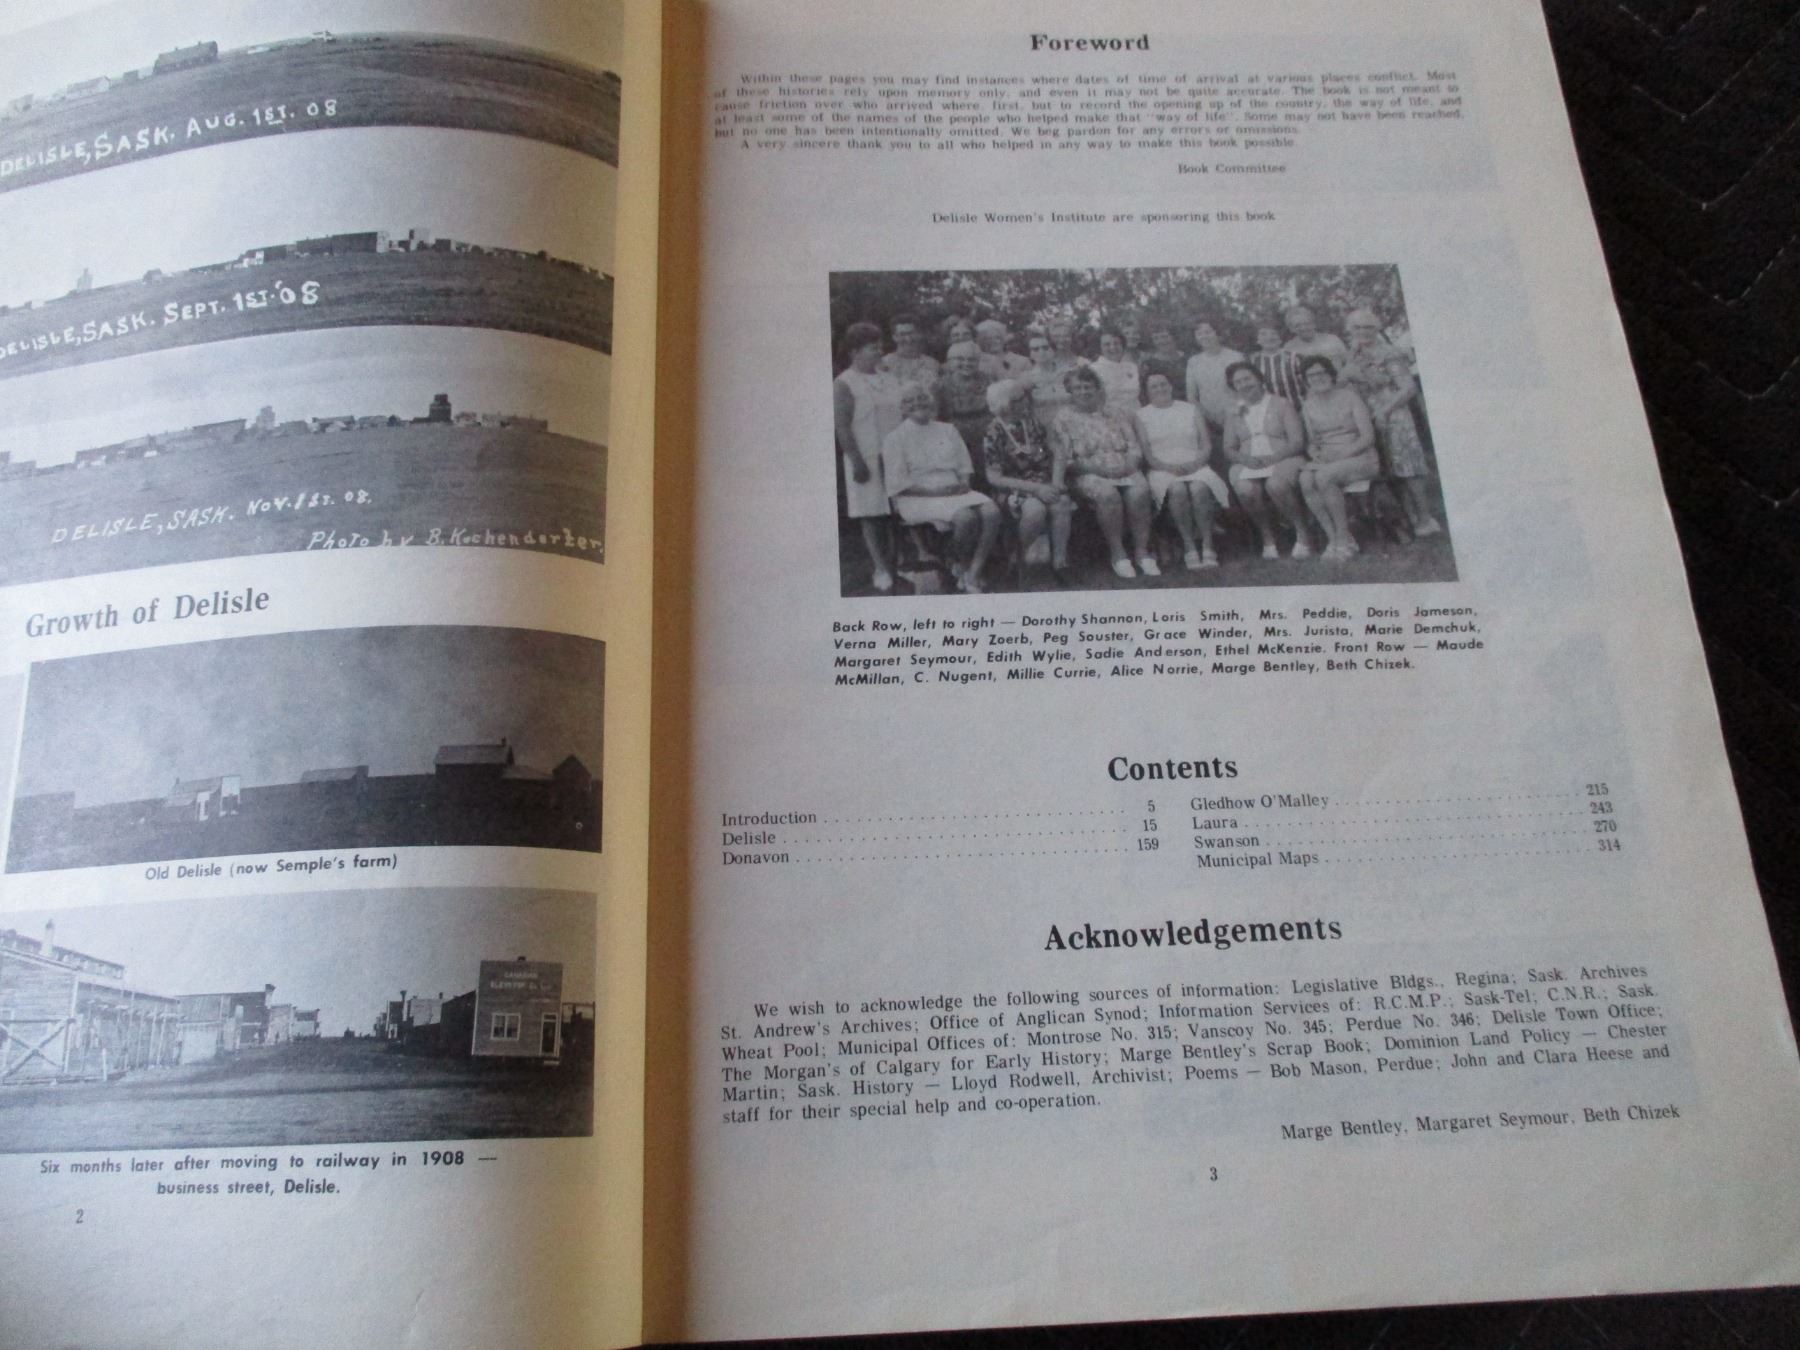 DELISLE, SASK. AUG. 1ST. 08
DELISLE, SASK. SEPT. 1ST. '08
DELISLE, SASK. NOV. 1ST. 08.
Photo by B. Kochendorfer.
Growth of Delisle
Old Delisle (now Semple's farm)
CANADIAN
ELEVATOR Co.
Six months later after moving to railway in 1908 —
business street, Delisle.
2
Foreword
Within these pages you may find instances where dates of time of arrival at various places conflict. Most
of these histories rely upon memory only, and even it may not be quite accurate. The book is not meant to
cause friction over who arrived where, first, but to record the opening up of the country, the way of life, and
at least some of the names of the people who helped make that "way of life". Some may not have been reached,
but no one has been intentionally omitted. We beg pardon for any errors or omissions.
A very sincere thank you to all who helped in any way to make this book possible.
Book Committee
Delisle Women's Institute are sponsoring this book
Back Row, left to right — Dorothy Shannon, Loris Smith, Mrs. Peddie, Doris Jameson,
Verna Miller, Mary Zoerb, Peg Souster, Grace Winder, Mrs. Jurista, Marie Demchuk,
Margaret Seymour, Edith Wylie, Sadie Anderson, Ethel McKenzie. Front Row — Maude
McMillan, C. Nugent, Millie Currie, Alice Norrie, Marge Bentley, Beth Chizek.
Contents
Introduction . . . . . . . . . . . . . . . . . . . . . . . . . . . 5
Delisle . . . . . . . . . . . . . . . . . . . . . . . . . . . . . . 15
Donavon . . . . . . . . . . . . . . . . . . . . . . . . . . . . . 159
Gledhow O'Malley . . . . . . . . . . . . . . . . . . . . . . 215
Laura . . . . . . . . . . . . . . . . . . . . . . . . . . . . . . . 243
Swanson . . . . . . . . . . . . . . . . . . . . . . . . . . . . . 270
Municipal Maps . . . . . . . . . . . . . . . . . . . . . . . . 314
Acknowledgements
We wish to acknowledge the following sources of information: Legislative Bldgs., Regina; Sask. Archives
St. Andrew's Archives; Office of Anglican Synod; Information Services of: R.C.M.P.; Sask-Tel; C.N.R.; Sask.
Wheat Pool; Municipal Offices of: Montrose No. 315; Vanscoy No. 345; Perdue No. 346; Delisle Town Office;
The Morgan's of Calgary for Early History; Marge Bentley's Scrap Book; Dominion Land Policy — Chester
Martin; Sask. History — Lloyd Rodwell, Archivist; Poems — Bob Mason, Perdue; John and Clara Heese and
staff for their special help and co-operation.
Marge Bentley, Margaret Seymour, Beth Chizek
3